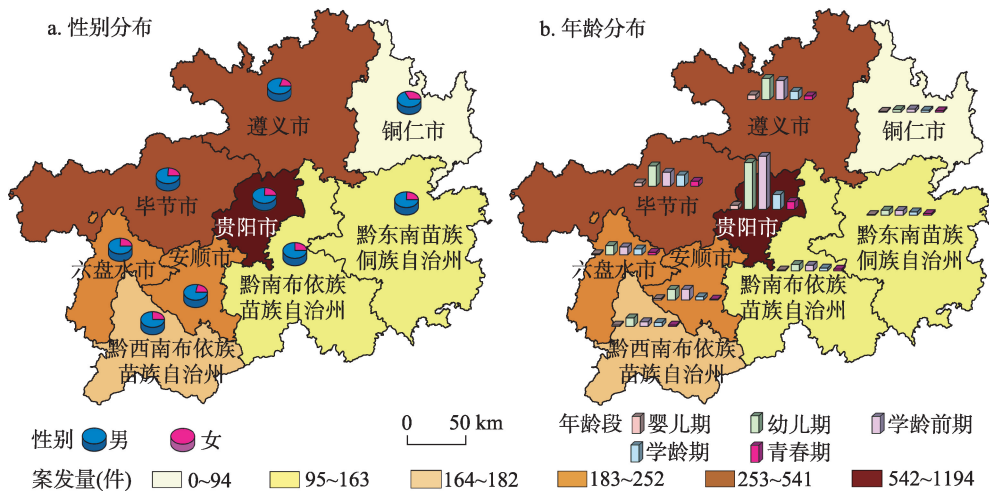 a. 性别分布
遵义市
铜仁市
毕节市
贵阳市
黔东南苗族
侗族自治州
六盘水市
安顺市
黔南布依族
苗族自治州
黔西南布依族
苗族自治州
b. 年龄分布
遵义市
铜仁市
毕节市
贵阳市
黔东南苗族
侗族自治州
六盘水市
安顺市
黔南布依族
苗族自治州
黔西南布依族
苗族自治州
性别 男 女
0 50 km
年龄段 婴儿期 幼儿期 学龄前期
学龄期 青春期
案发量(件) 0~94 95~163 164~182 183~252 253~541 542~1194